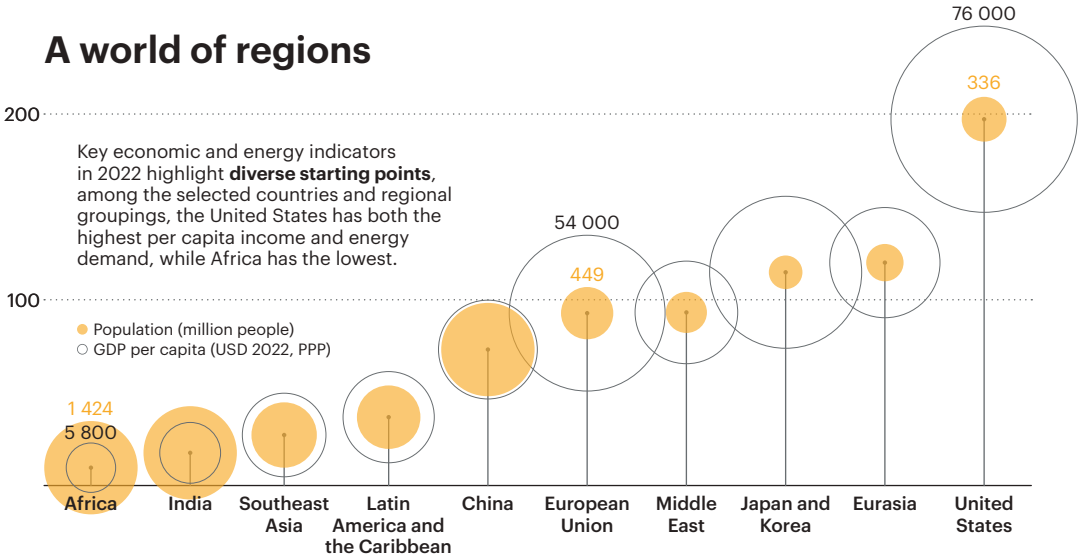 76 000
A world of regions
336
200
Key economic and energy indicators
in 2022 highlight diverse starting points,
among the selected countries and regional
groupings, the United States has both the
highest per capita income and energy
demand, while Africa has the lowest.
54 000
449
100
Population (million people)
GDP per capita (USD 2022, PPP)
1 424
5 800
Africa
India
Southeast
Asia
Latin
America and
the Caribbean
China
European
Union
Middle
East
Japan and
Korea
Eurasia
United
States